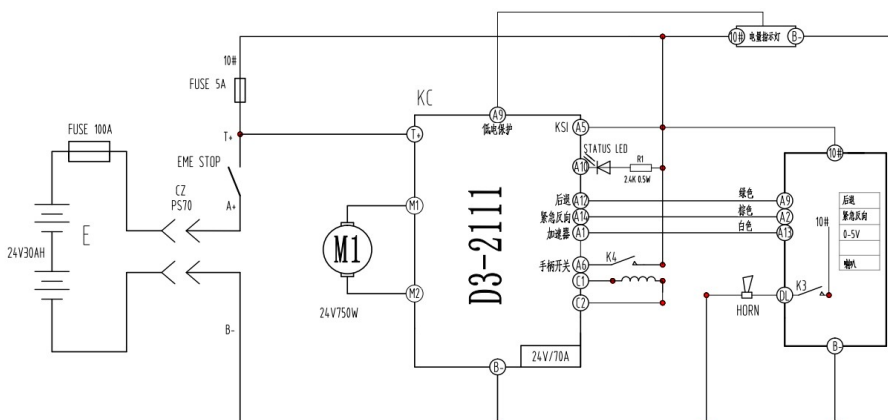 10#
电量指示灯
B-
10#
FUSE 5A
KC
A9
低电保护
FUSE 100A
T+
T+
KSI
A5
STATUS LED
A10
R1
2.4K 0.5W
10#
EME STOP
CZ
PS70
A+
E
24V30AH
M1
M1
M2
24V750W
D3-2111
后退
A12
绿色
A9
后退
紧急反向
A14
棕色
A2
紧急反向
加速器
A1
白色
A13
0-5V
10#
手柄开关
A6
K4
喇叭
C1
C2
HORN
DL
K3
B-
24V/70A
B-
B-